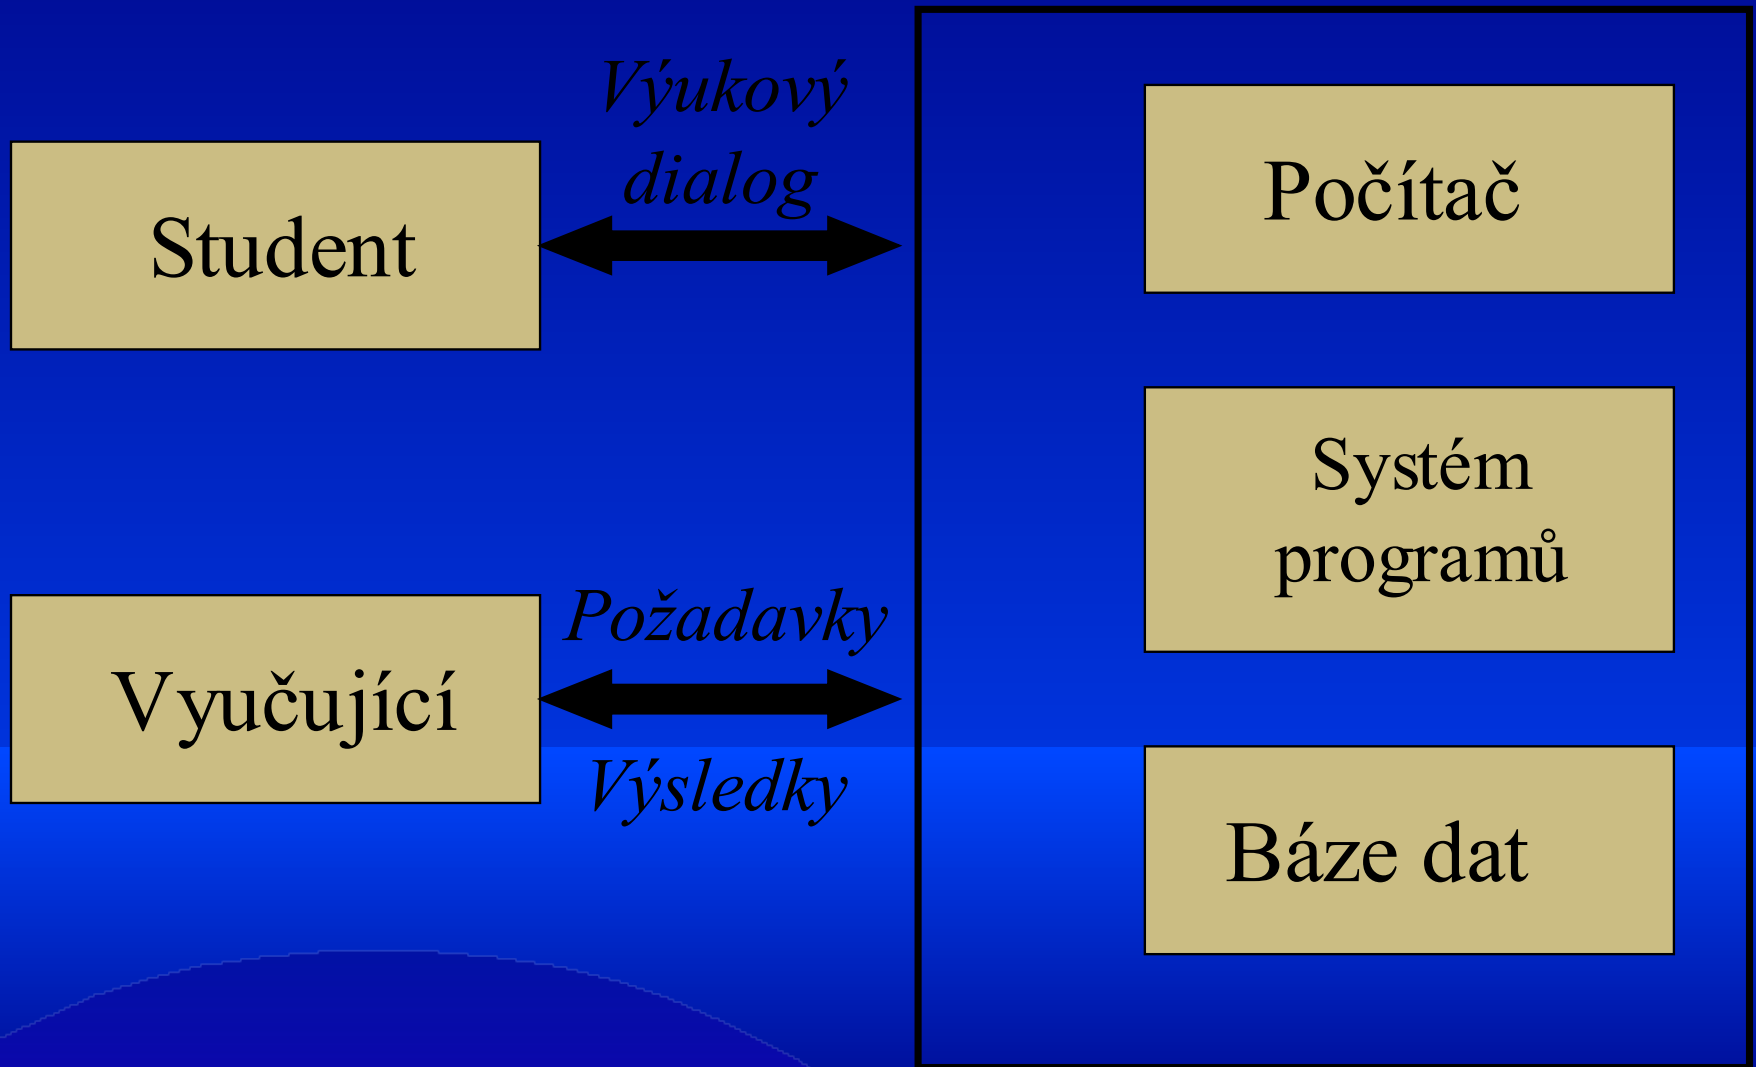 Výukový
dialog
Student
Počítač
Systém
programů
Vyučující
Požadavky
Výsledky
Báze dat